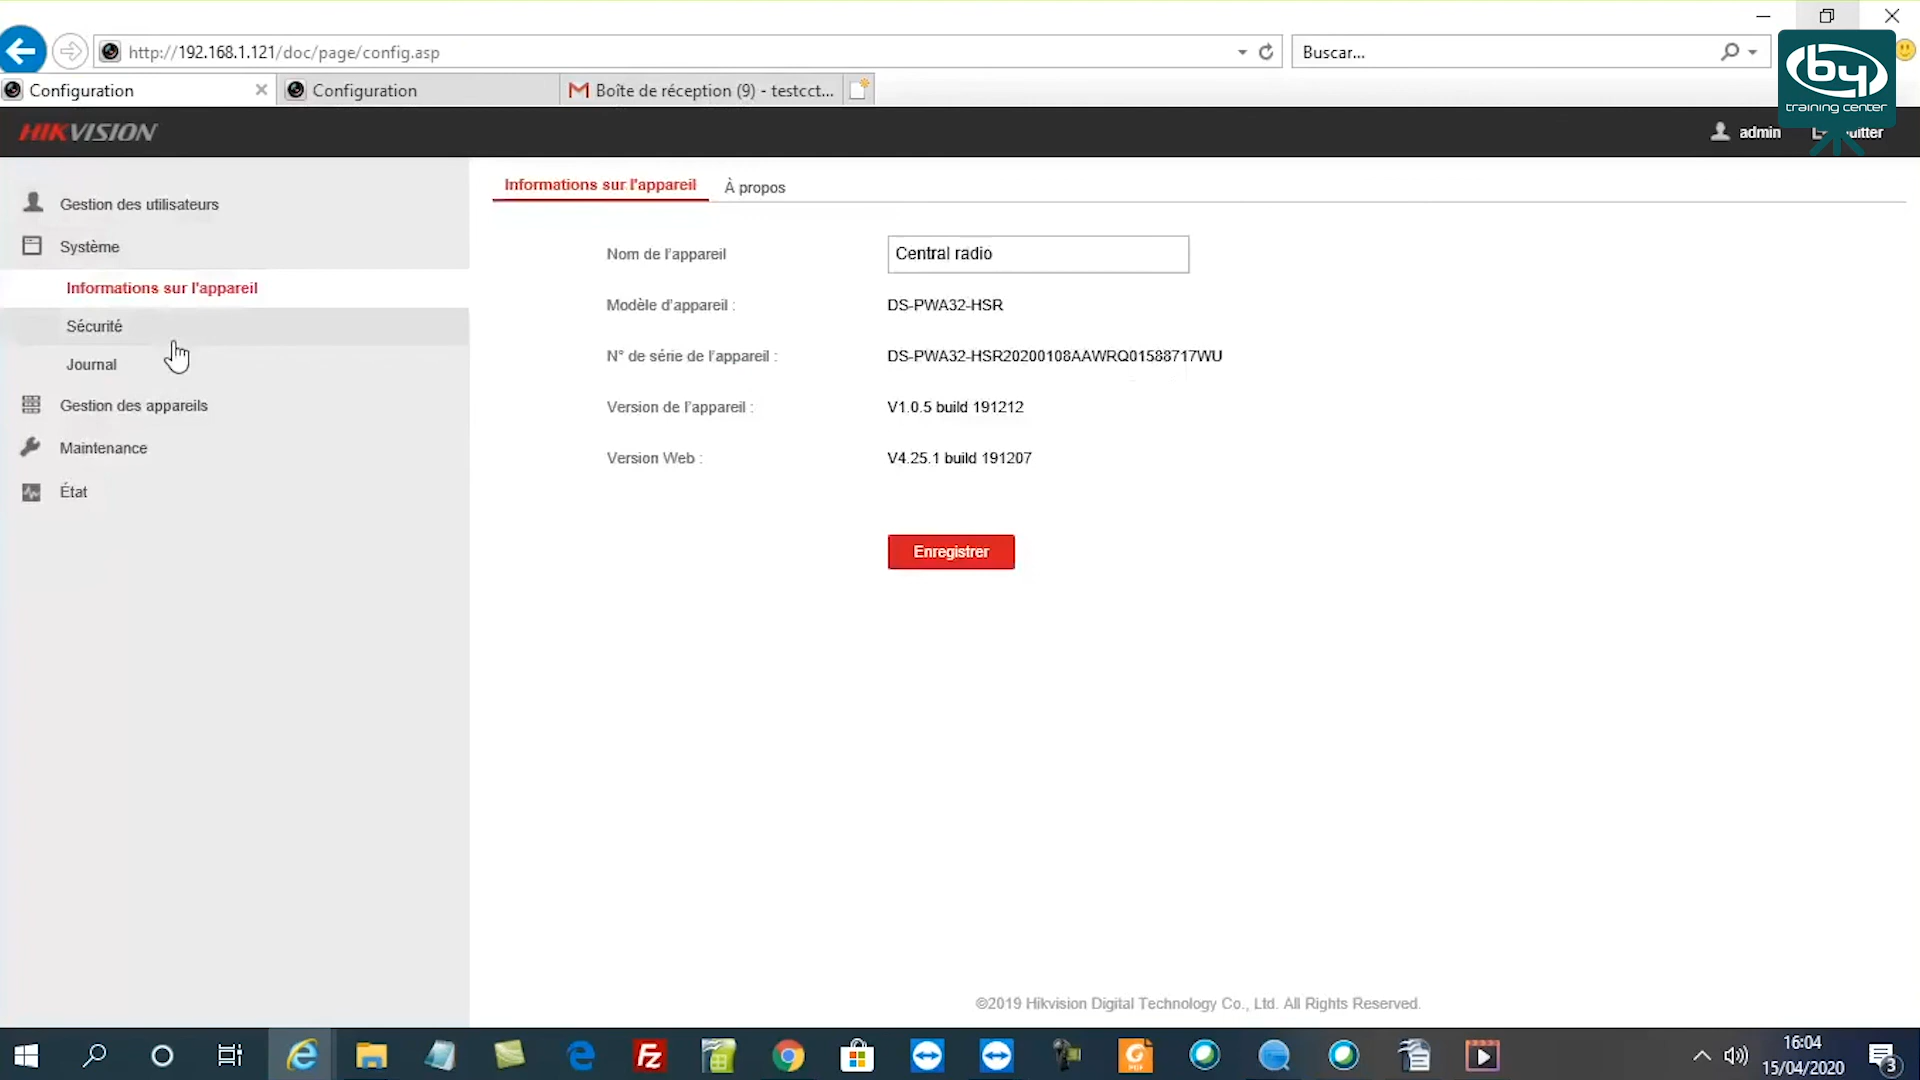 http://192.168.1.121/doc/page/config.asp
Buscar...
Configuration
Configuration
Boîte de réception (9) - testcct...
by
training center
HIKVISION
admin
Gestion des utilisateurs
Système
Informations sur l'appareil
Sécurité
Journal
Gestion des appareils
Maintenance
État
Informations sur l'appareil
À propos
Nom de l'appareil
Central radio
Modèle d'appareil :
DS-PWA32-HSR
N° de série de l'appareil :
DS-PWA32-HSR20200108AAWRQ01588717WU
Version de l'appareil :
V1.0.5 build 191212
Version Web :
V4.25.1 build 191207
Enregistrer
©2019 Hikvision Digital Technology Co., Ltd. All Rights Reserved.
16:04
15/04/2020
3